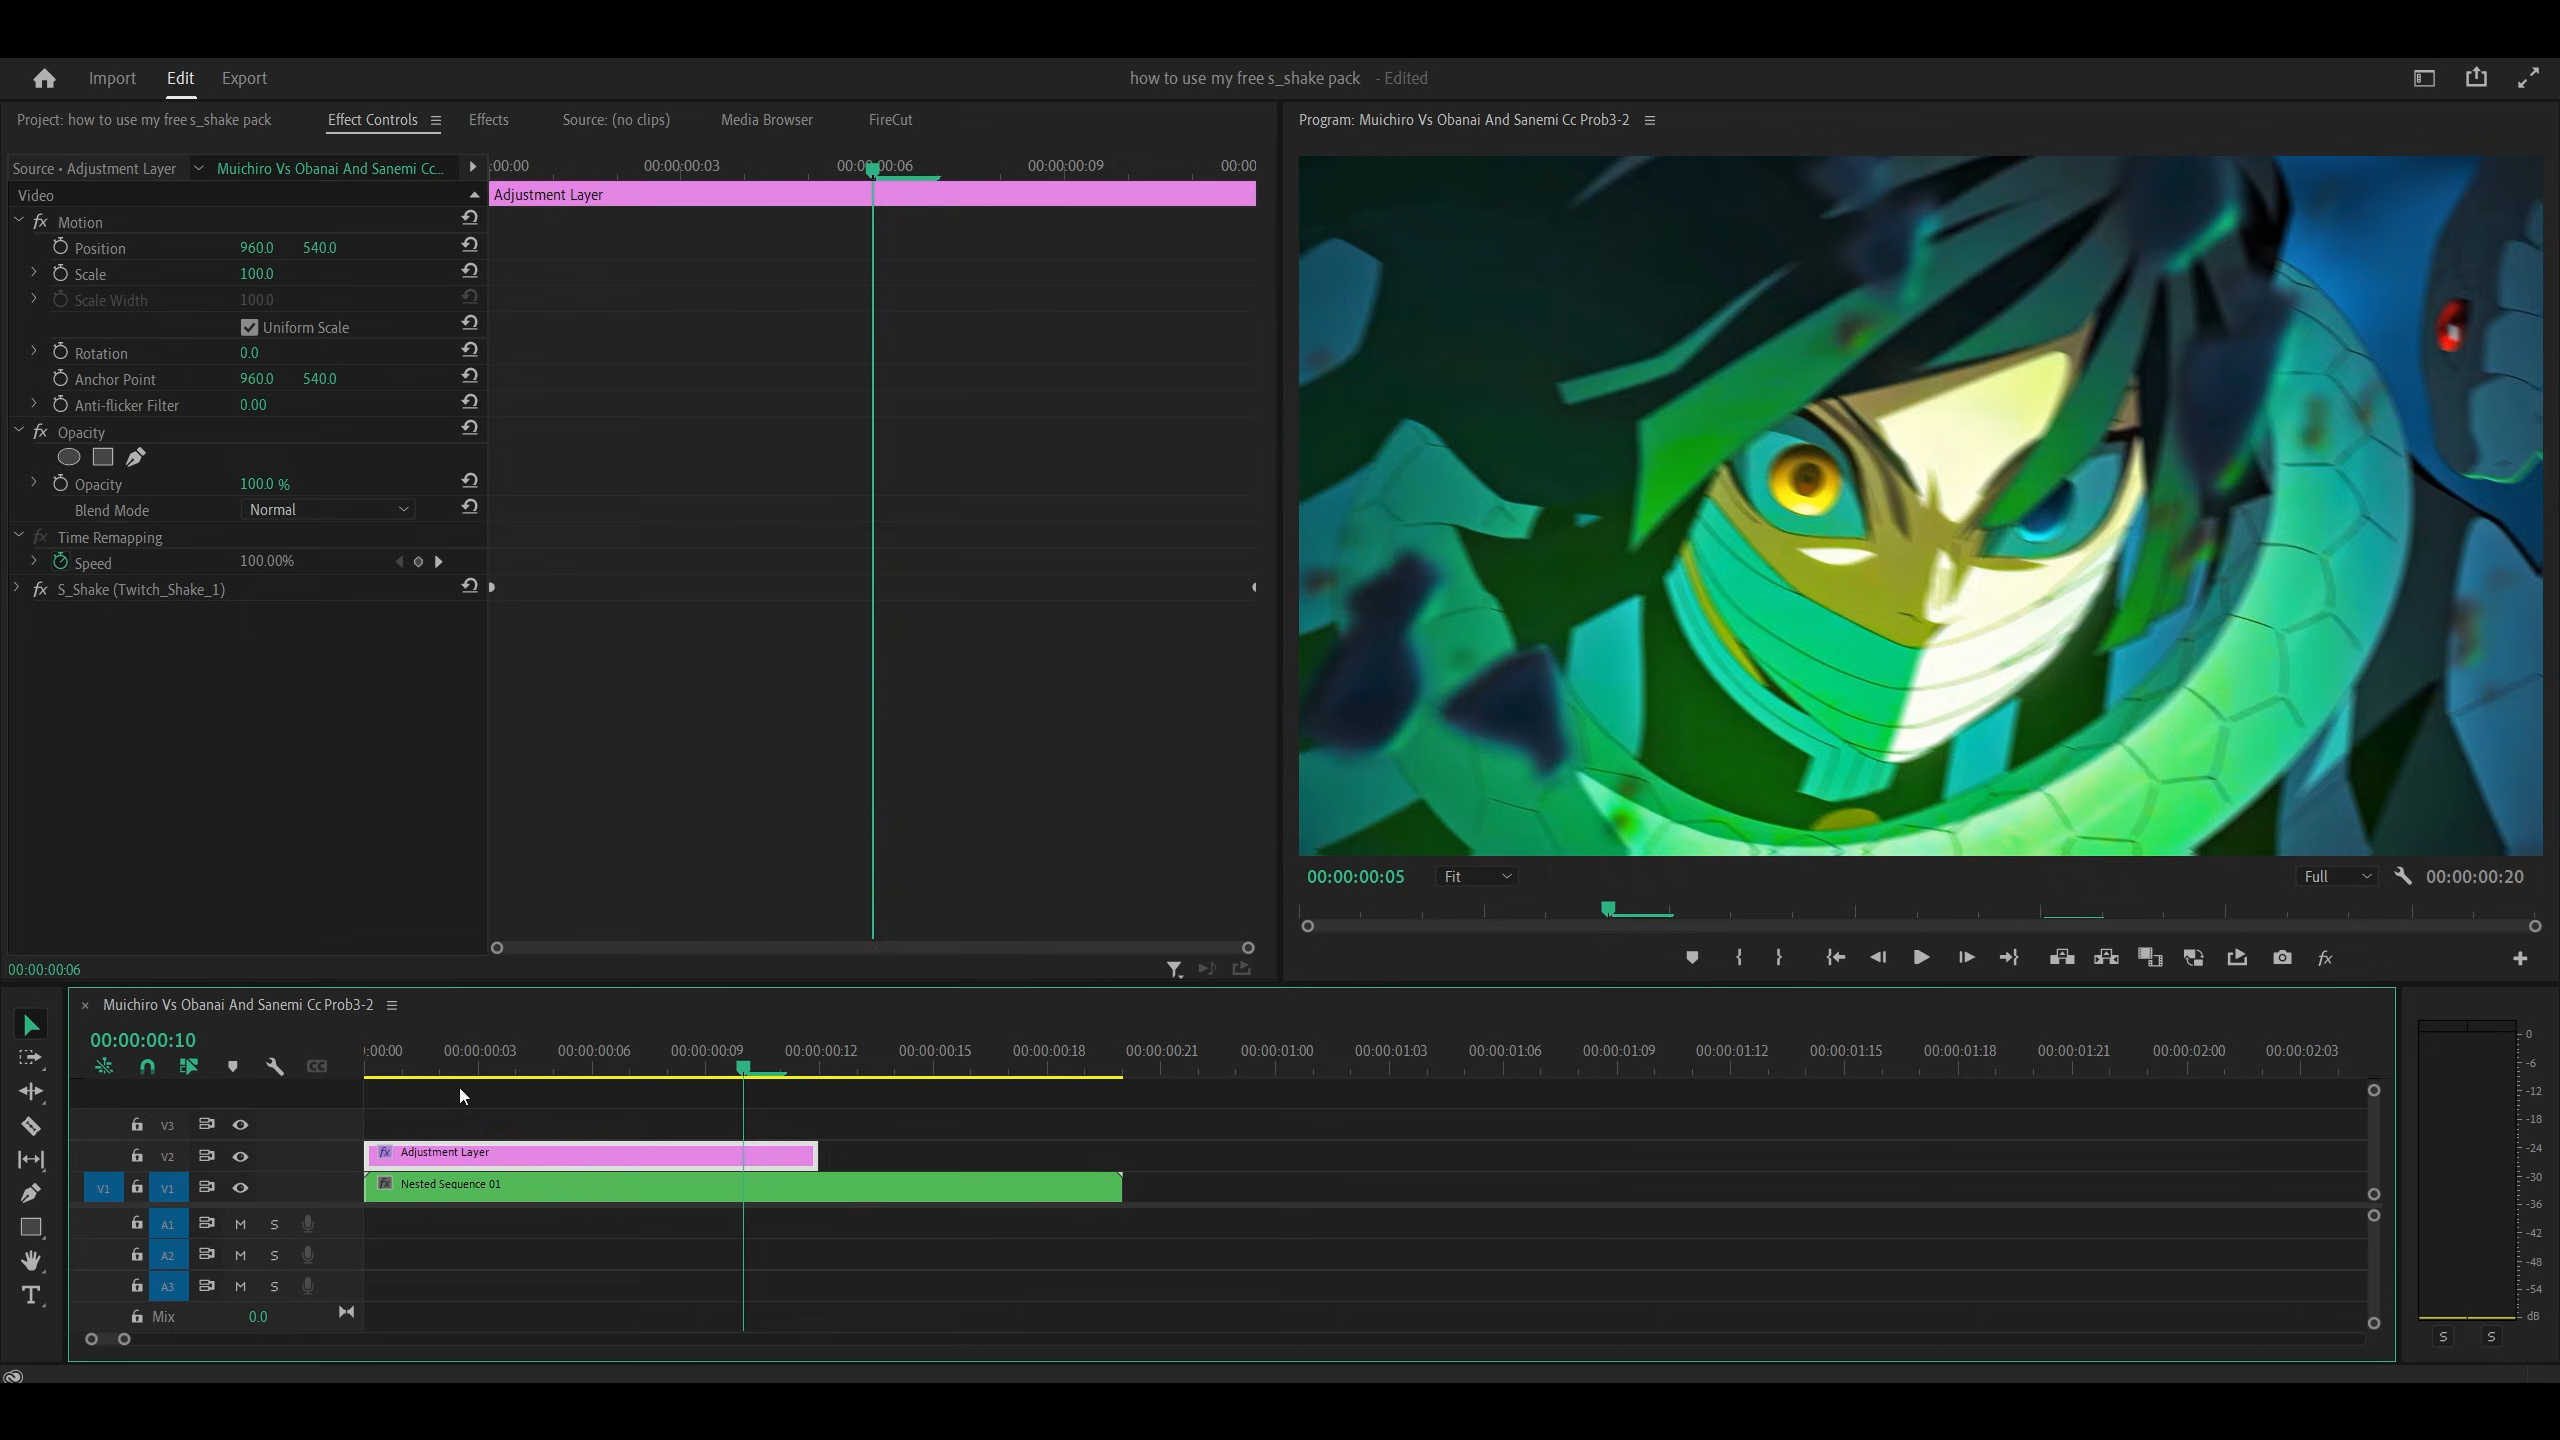 Import Edit Export how to use my free s_shake pack - Edited
Project: how to use my free s_shake pack Effect Controls Effects Source: (no clips) Media Browser FireCut
Program: Muichiro Vs Obanai And Sanemi Cc Prob3-2
Source • Adjustment Layer Muichiro Vs Obanai And Sanemi Cc...
:00:00 00:00:00:03 00:00:00:06 00:00:00:09 00:00
Video
Adjustment Layer
fx Motion
Position 960.0 540.0
Scale 100.0
Scale Width 100.0
Uniform Scale
Rotation 0.0
Anchor Point 960.0 540.0
Anti-flicker Filter 0.00
fx Opacity
Opacity 100.0 %
Blend Mode Normal
fx Time Remapping
Speed 100.00%
fx S_Shake (Twitch_Shake_1)
00:00:00:06
00:00:00:05 Fit Full 00:00:00:20
fx
× Muichiro Vs Obanai And Sanemi Cc Prob3-2
00:00:00:10
:00:00 00:00:00:03 00:00:00:06 00:00:00:09 00:00:00:12 00:00:00:15 00:00:00:18 00:00:00:21 00:00:01:00 00:00:01:03 00:00:01:06 00:00:01:09 00:00:01:12 00:00:01:15 00:00:01:18 00:00:01:21 00:00:02:00 00:00:02:03
CC
V3
V2 fx Adjustment Layer
V1 V1 fx Nested Sequence 01
A1 M S
A2 M S
A3 M S
Mix 0.0
T
0
-6
-12
-18
-24
-30
-36
-42
-48
-54
dB
S S